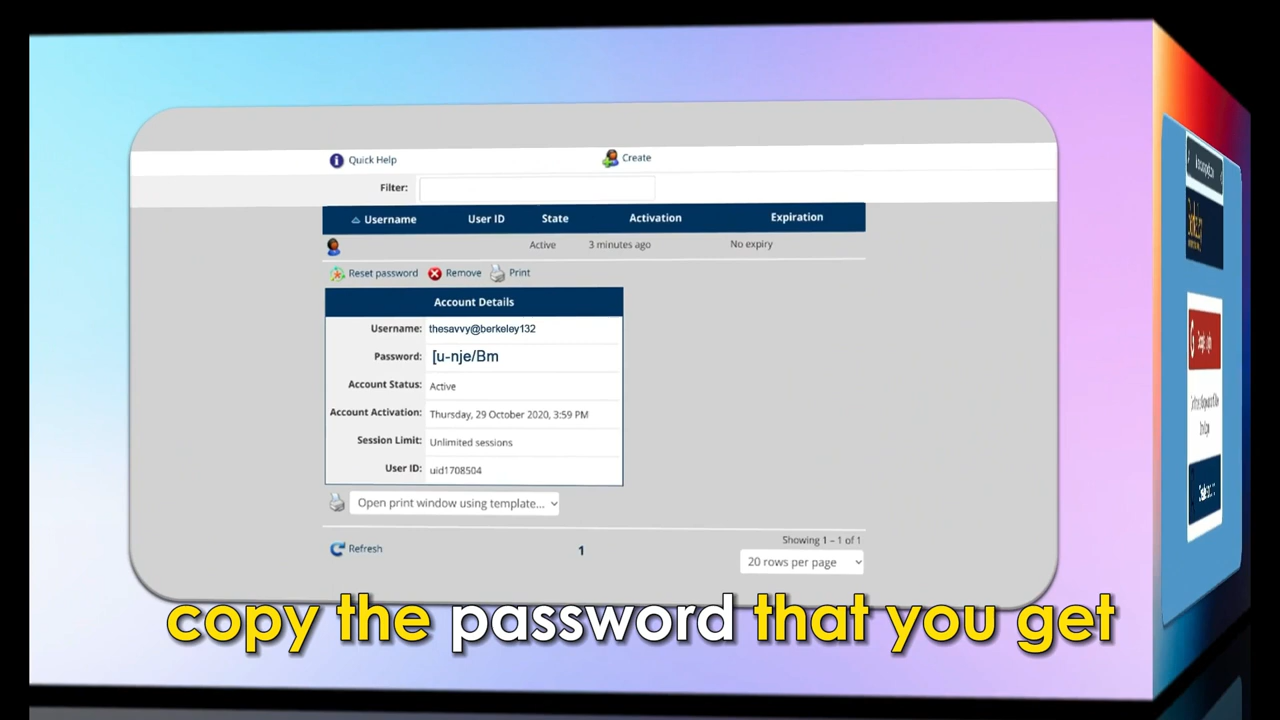 Quick Help
Create
Filter:
Username User ID State Activation Expiration
Active 3 minutes ago No expiry
Reset password Remove Print
Account Details
Username: thesavvy@berkeley132
Password: [u-nje/Bm
Account Status: Active
Account Activation: Thursday, 29 October 2020, 3:59 PM
Session Limit: Unlimited sessions
User ID: uid1708504
Open print window using template...
Showing 1 – 1 of 1
Refresh 1
20 rows per page
copy the password that you get